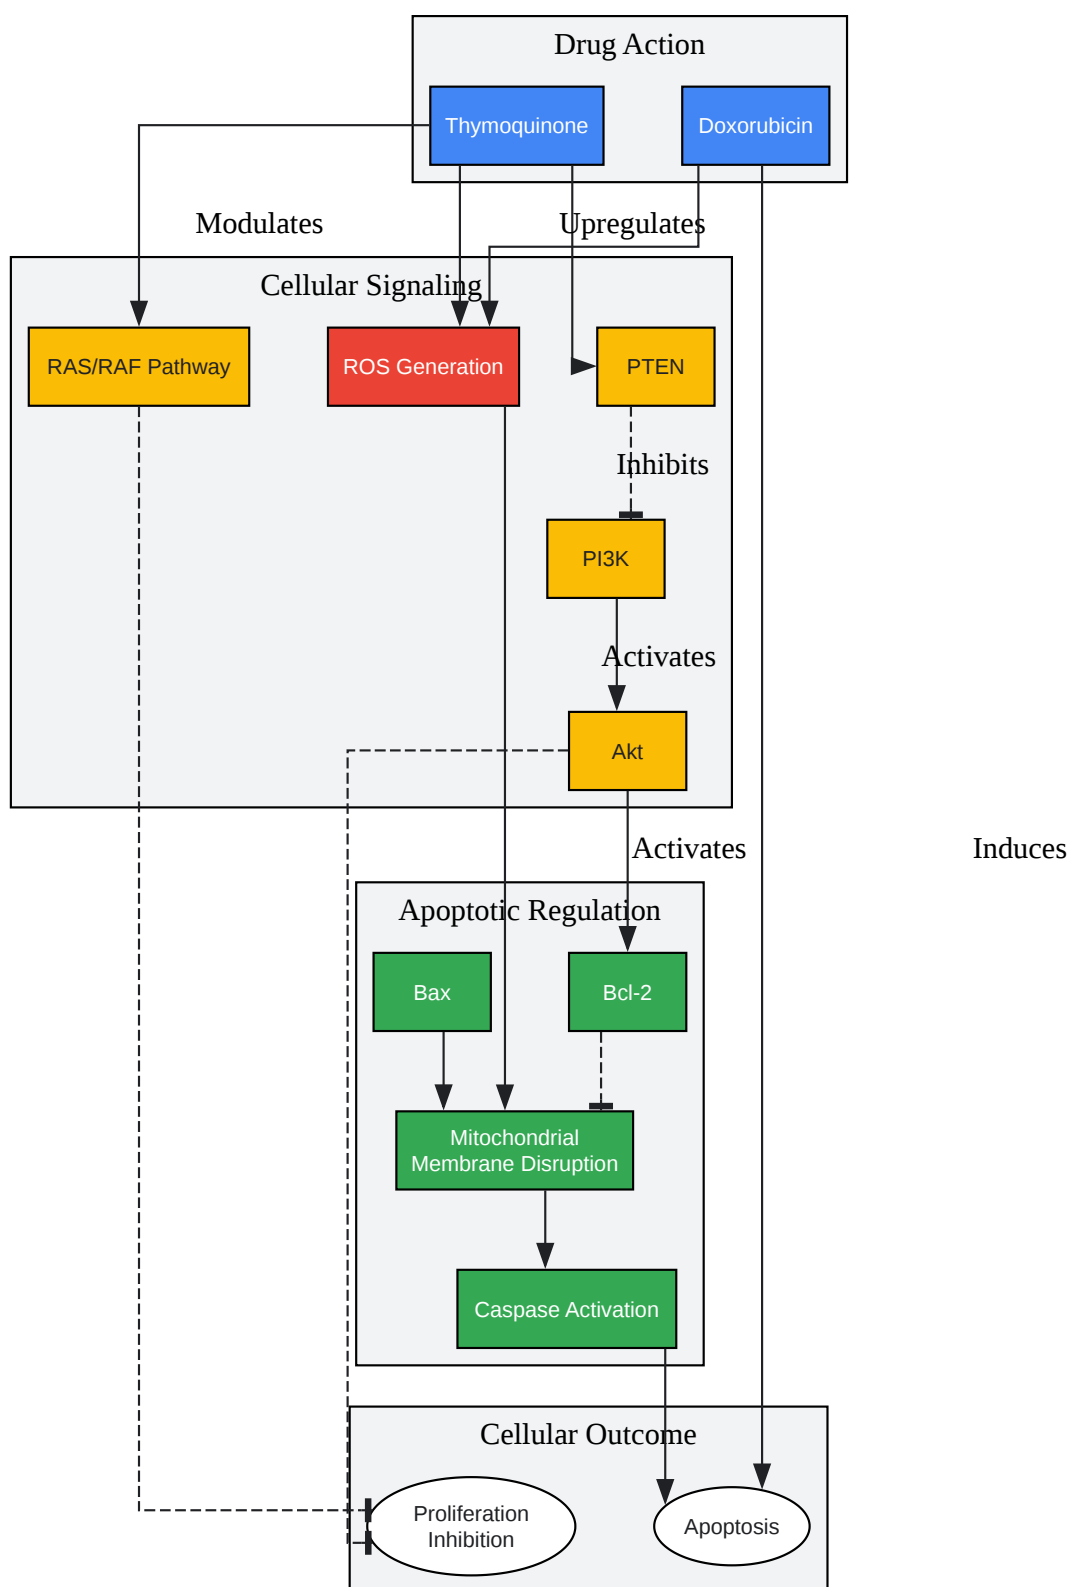 Drug Action
Thymoquinone
Doxorubicin
Modulates
Upregulates
Cellular Signaling
RAS/RAF Pathway
ROS Generation
PTEN
Inhibits
PI3K
Activates
Akt
Activates
Induces
Apoptotic Regulation
Bax
Bcl-2
Mitochondrial
Membrane Disruption
Caspase Activation
Cellular Outcome
Proliferation
Inhibition
Apoptosis